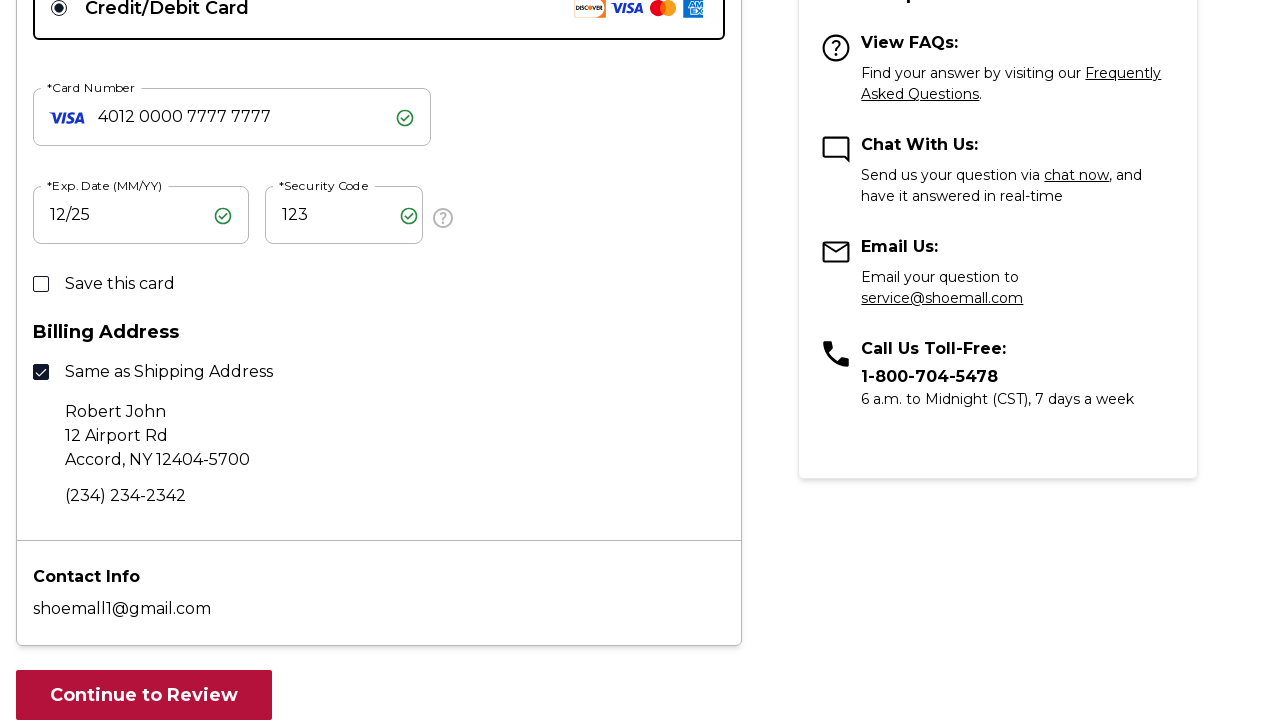 Credit/Debit Card
DISCOVER VISA AMEX
*Card Number
VISA 4012 0000 7777 7777
*Exp. Date (MM/YY)
12/25
*Security Code
123
Save this card
Billing Address
Same as Shipping Address
Robert John
12 Airport Rd
Accord, NY 12404-5700
(234) 234-2342
Contact Info
shoemall1@gmail.com
Continue to Review
View FAQs:
Find your answer by visiting our Frequently
Asked Questions.
Chat With Us:
Send us your question via chat now, and
have it answered in real-time
Email Us:
Email your question to
service@shoemall.com
Call Us Toll-Free:
1-800-704-5478
6 a.m. to Midnight (CST), 7 days a week